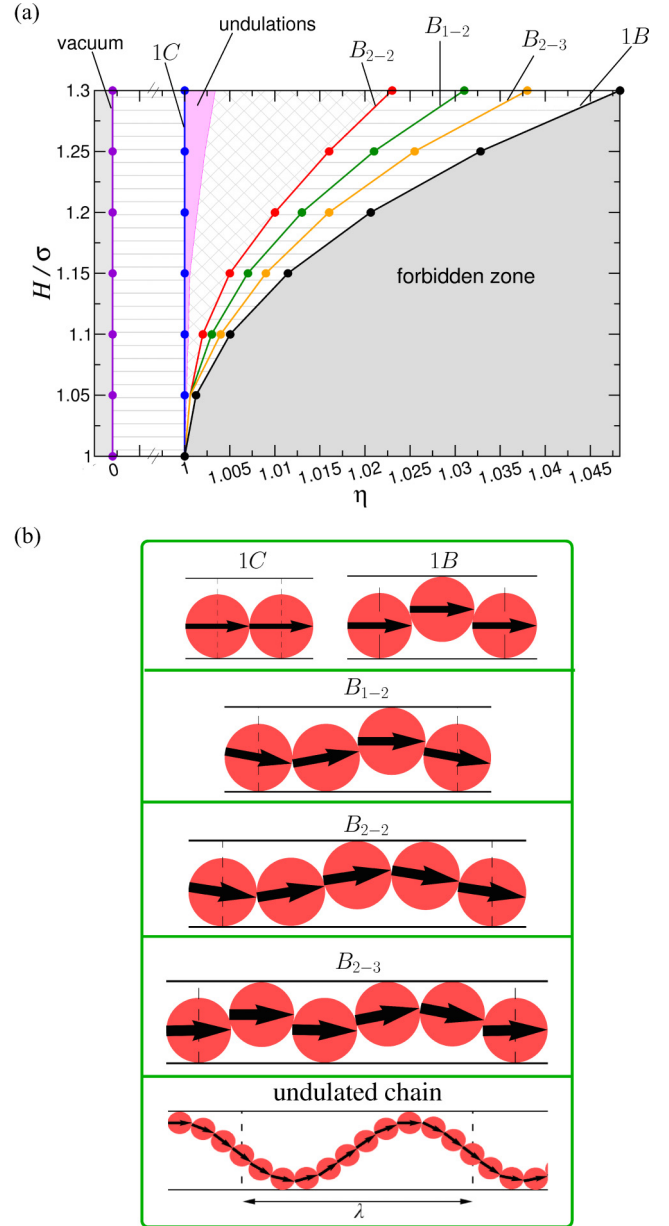 (a)
vacuum
1C
undulations
B₂₋₂
B₁₋₂
B₂₋₃
1B
1.3
1.25
1.2
1.15
1.1
1.05
1
H/σ
forbidden zone
0
1
1.005
1.01
1.015
1.02
1.025
1.03
1.035
1.04
1.045
η
(b)
1C
1B
B₁₋₂
B₂₋₂
B₂₋₃
undulated chain
λ